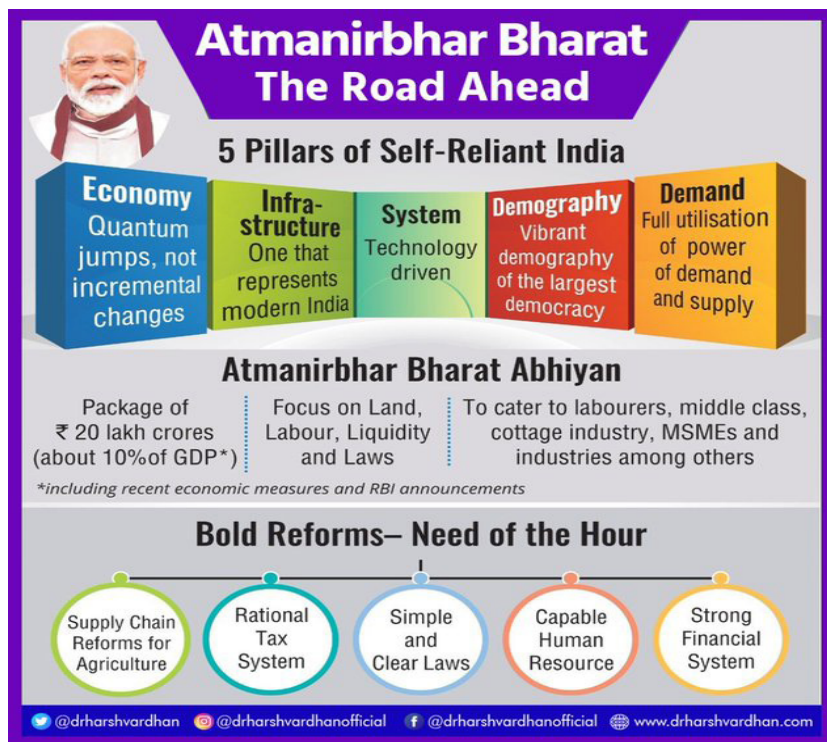 Atmanirbhar Bharat
The Road Ahead
5 Pillars of Self-Reliant India
Economy
Quantum
jumps, not
incremental
changes
Infra-
structure
One that
represents
modern India
System
Technology
driven
Demography
Vibrant
demography
of the largest
democracy
Demand
Full utilisation
of power
of demand
and supply
Atmanirbhar Bharat Abhiyan
Package of
₹ 20 lakh crores
(about 10%of GDP*)
Focus on Land,
Labour, Liquidity
and Laws
To cater to labourers, middle class,
cottage industry, MSMEs and
industries among others
*including recent economic measures and RBI announcements
Bold Reforms– Need of the Hour
Supply Chain
Reforms for
Agriculture
Rational
Tax
System
Simple
and
Clear Laws
Capable
Human
Resource
Strong
Financial
System
@drharshvardhan @drharshvardhanofficial @drharshvardhanofficial www.drharshvardhan.com